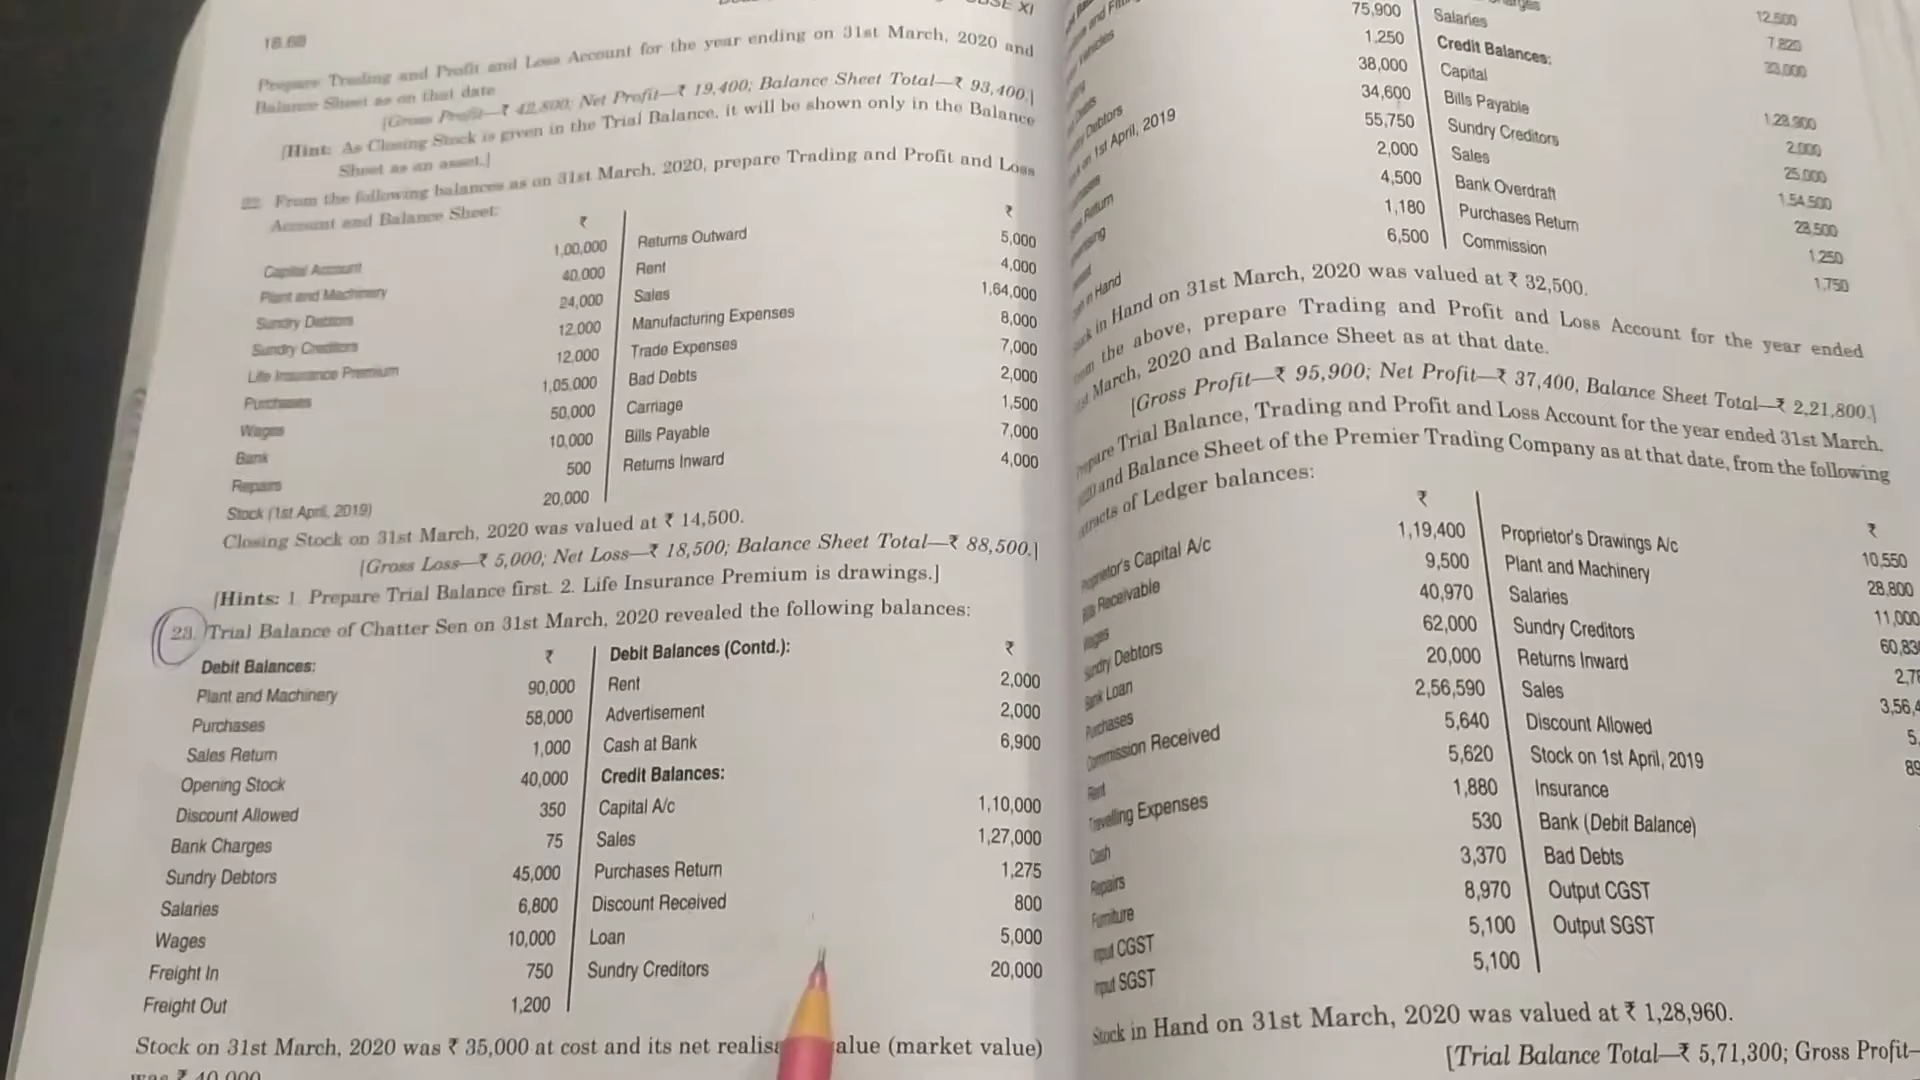 18.68
Prepare Trading and Profit and Loss Account for the year ending on 31st March, 2020 and
Balance Sheet as on that date
[Gross Profit—₹ 42,800; Net Profit—₹ 19,400; Balance Sheet Total—₹ 93,400.]
[Hint: As Closing Stock is given in the Trial Balance, it will be shown only in the Balance
Sheet as an asset.]
22. From the following balances as on 31st March, 2020, prepare Trading and Profit and Loss
Account and Balance Sheet:
₹ ₹
Capital Account 1,00,000 Returns Outward 5,000
Plant and Machinery 40,000 Rent 4,000
Sundry Debtors 24,000 Sales 1,64,000
Sundry Creditors 12,000 Manufacturing Expenses 8,000
Life Insurance Premium 12,000 Trade Expenses 7,000
Purchases 1,05,000 Bad Debts 2,000
Wages 50,000 Carriage 1,500
Bank 10,000 Bills Payable 7,000
Repairs 500 Returns Inward 4,000
Stock (1st April, 2019) 20,000
Closing Stock on 31st March, 2020 was valued at ₹ 14,500.
[Gross Loss—₹ 5,000; Net Loss—₹ 18,500; Balance Sheet Total—₹ 88,500.]
[Hints: 1. Prepare Trial Balance first. 2. Life Insurance Premium is drawings.]
23. Trial Balance of Chatter Sen on 31st March, 2020 revealed the following balances:
Debit Balances: ₹ Debit Balances (Contd.): ₹
Plant and Machinery 90,000 Rent 2,000
Purchases 58,000 Advertisement 2,000
Sales Return 1,000 Cash at Bank 6,900
Opening Stock 40,000 Credit Balances:
Discount Allowed 350 Capital A/c 1,10,000
Bank Charges 75 Sales 1,27,000
Sundry Debtors 45,000 Purchases Return 1,275
Salaries 6,800 Discount Received 800
Wages 10,000 Loan 5,000
Freight In 750 Sundry Creditors 20,000
Freight Out 1,200
Stock on 31st March, 2020 was ₹ 35,000 at cost and its net (market value)
XI
12,500
75,900 Salaries 7,820
1,250 Credit Balances: 33,000
38,000 Capital
34,600 Bills Payable 1,28,900
Debtors 55,750 Sundry Creditors 2,000
on 1st April, 2019 2,000 Sales 25,000
4,500 Bank Overdraft 1,54,500
Return 1,180 Purchases Return 28,500
6,500 Commission 1,250
in Hand 1,750
in Hand on 31st March, 2020 was valued at ₹ 32,500.
the above, prepare Trading and Profit and Loss Account for the year ended
March, 2020 and Balance Sheet as at that date.
[Gross Profit—₹ 95,900; Net Profit—₹ 37,400, Balance Sheet Total—₹ 2,21,800.]
Trial Balance, Trading and Profit and Loss Account for the year ended 31st March.
and Balance Sheet of the Premier Trading Company as at that date, from the following
of Ledger balances:
₹ ₹
Capital A/c 1,19,400 Proprietor's Drawings A/c 10,550
Receivable 9,500 Plant and Machinery 28,800
40,970 Salaries 11,000
Debtors 62,000 Sundry Creditors
Loan 20,000 Returns Inward
Purchases 2,56,590 Sales
Commission Received 5,640 Discount Allowed
Rent 5,620 Stock on 1st April, 2019
Travelling Expenses 1,880 Insurance
Cash 530 Bank (Debit Balance)
Repairs 3,370 Bad Debts
Furniture 8,970 Output CGST
CGST 5,100 Output SGST
SGST 5,100
Stock in Hand on 31st March, 2020 was valued at ₹ 1,28,960.
[Trial Balance Total—₹ 5,71,300; Gross Profit—